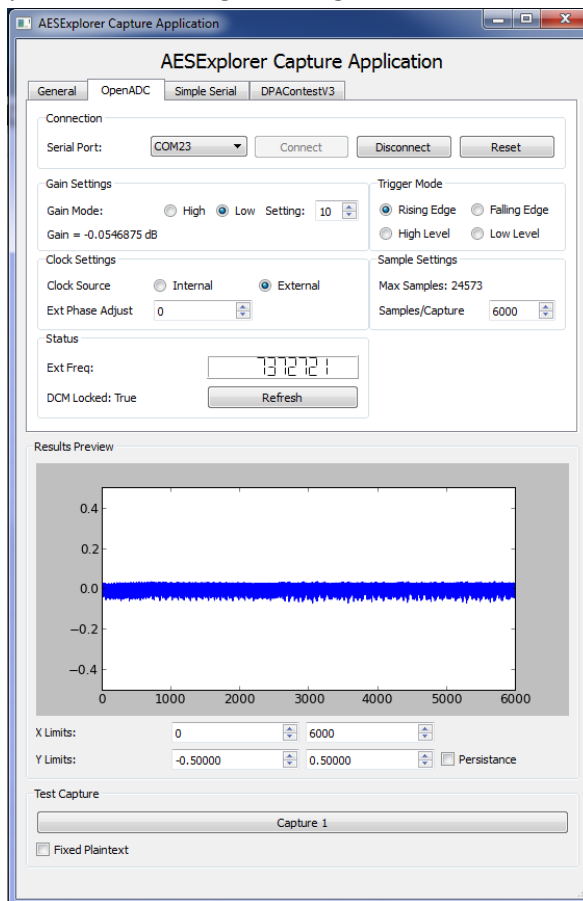 AESExplorer Capture Application
AESExplorer Capture Application
General OpenADC Simple Serial DPAContestV3
Connection
Serial Port: COM23 Connect Disconnect Reset
Gain Settings
Gain Mode: High Low Setting: 10
Gain = -0.0546875 dB
Trigger Mode
Rising Edge Falling Edge
High Level Low Level
Clock Settings
Clock Source Internal External
Ext Phase Adjust 0
Sample Settings
Max Samples: 24573
Samples/Capture 6000
Status
Ext Freq: 7372721
DCM Locked: True Refresh
Results Preview
0.4
0.2
0.0
−0.2
−0.4
0 1000 2000 3000 4000 5000 6000
X Limits: 0 6000
Y Limits: -0.50000 0.50000 Persistance
Test Capture
Capture 1
Fixed Plaintext